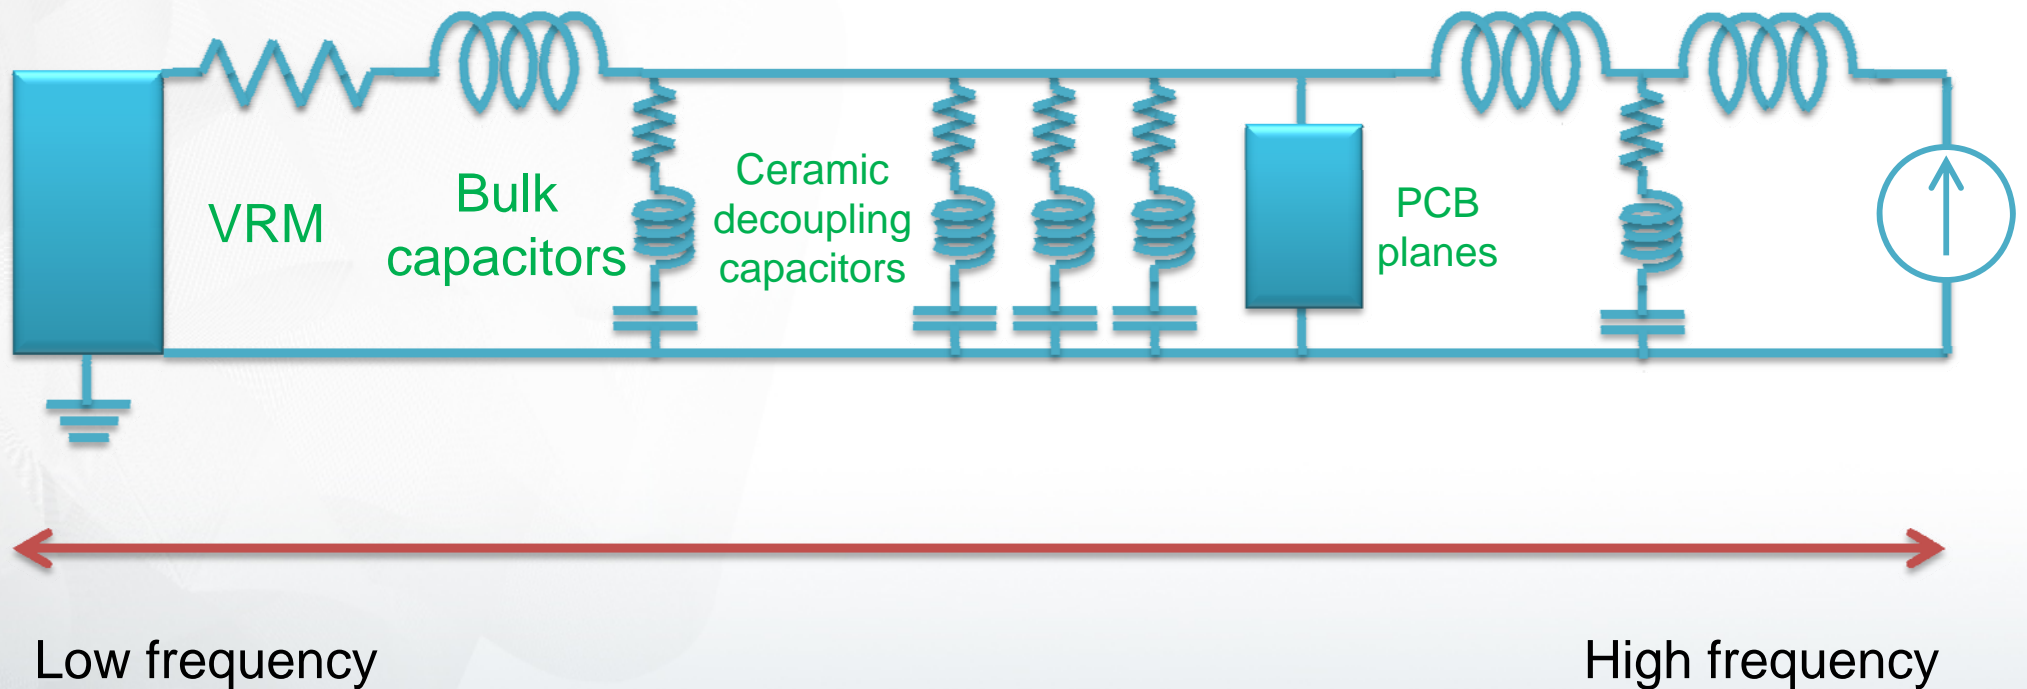 VRM
Bulk
capacitors
Ceramic
decoupling
capacitors
PCB
planes
Low frequency
High frequency